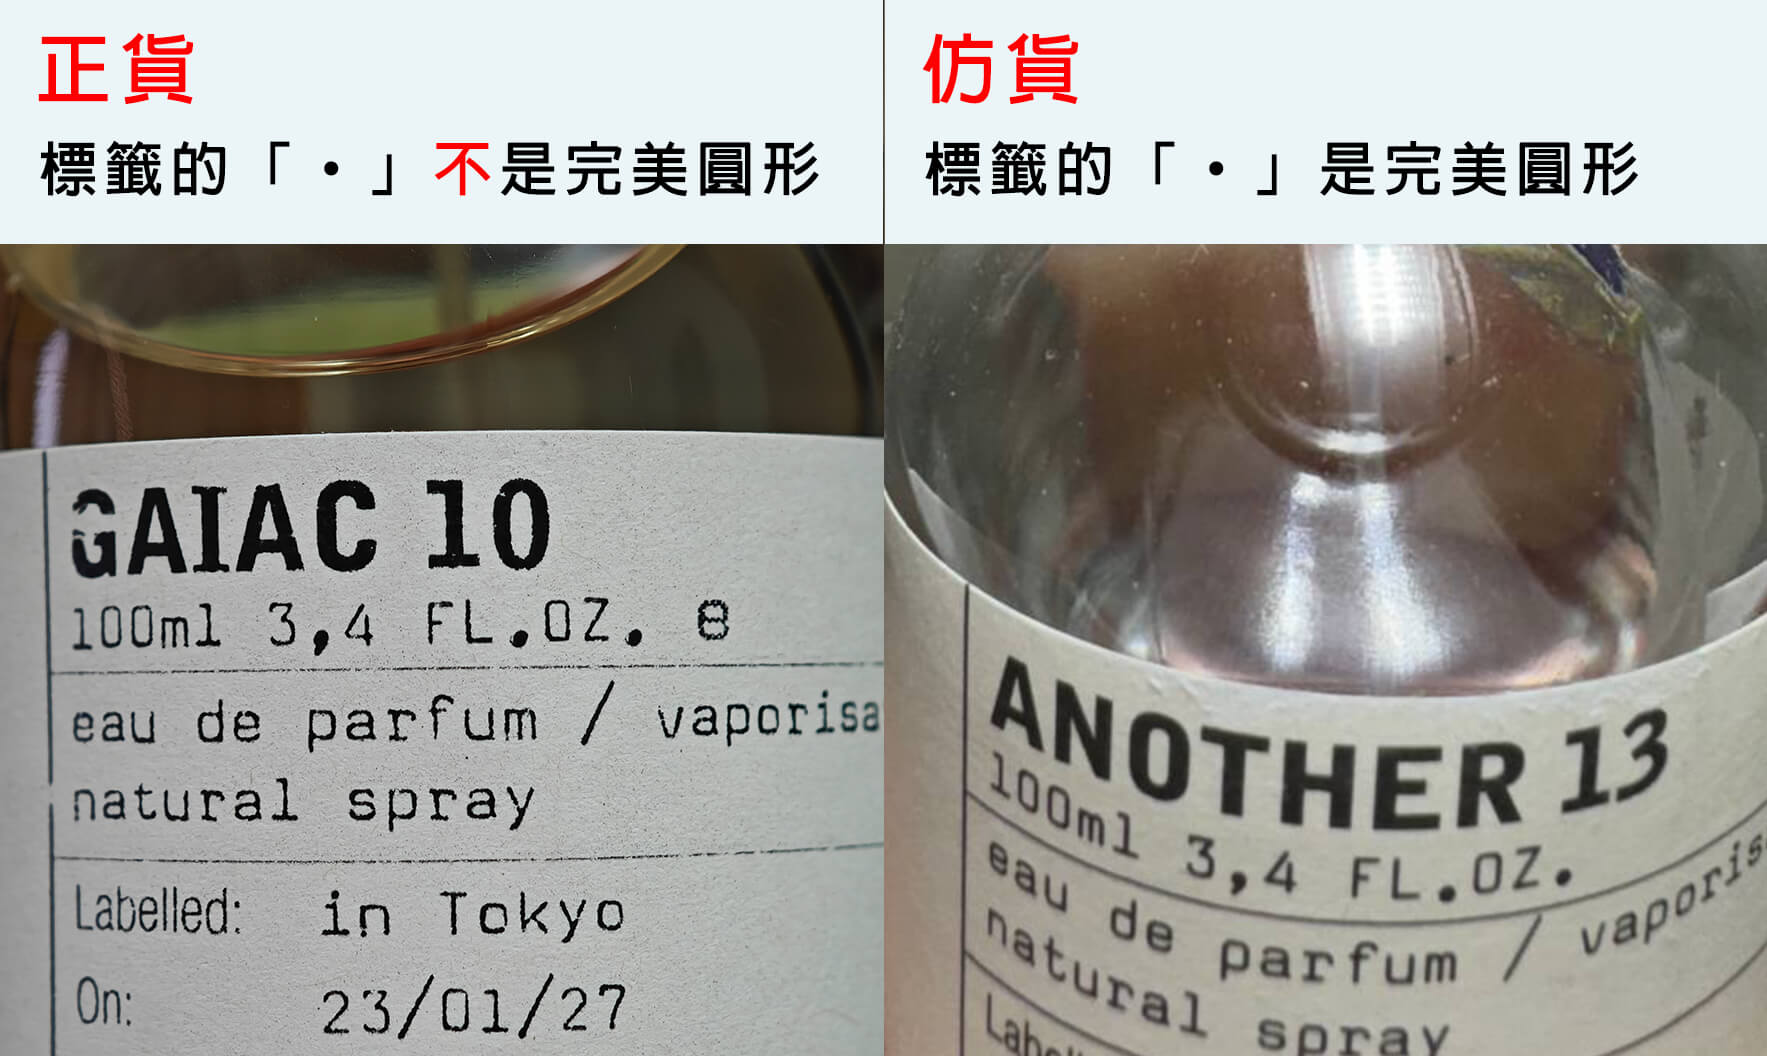 正貨
標籤的「・」不是完美圓形
GAIAC 10
100ml 3,4 FL.OZ. 8
eau de parfum / vaporisa
natural spray
Labelled: in Tokyo
On: 23/01/27
仿貨
標籤的「・」是完美圓形
ANOTHER 13
100ml 3,4 FL.OZ.
eau de parfum / vaporis
natural spray